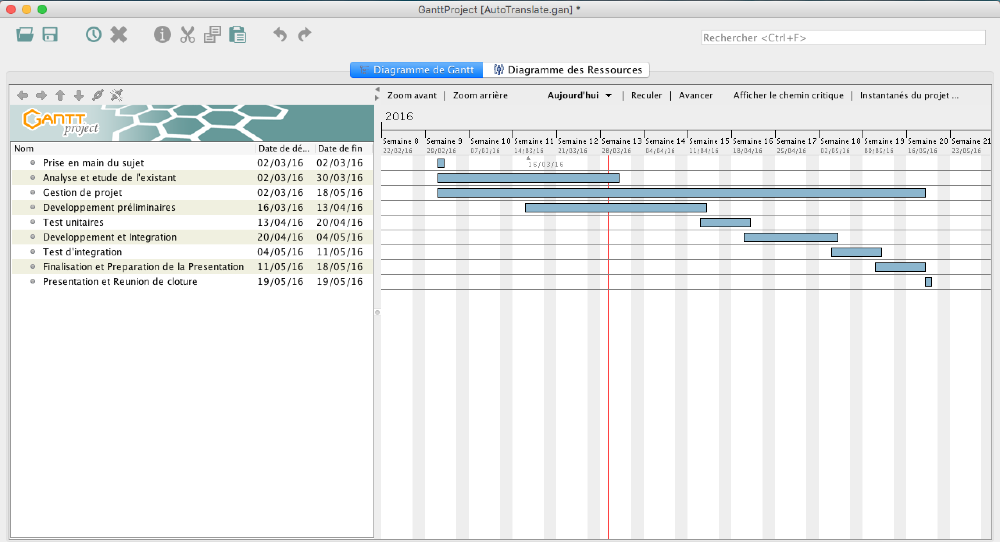 GanttProject [AutoTranslate.gan] *
Rechercher <Ctrl+F>
Diagramme de Gantt Diagramme des Ressources
Zoom avant | Zoom arrière Aujourd'hui | Reculer | Avancer Afficher le chemin critique | Instantanés du projet ...
GANTT
project
2016
Semaine 8 Semaine 9 Semaine 10 Semaine 11 Semaine 12 Semaine 13 Semaine 14 Semaine 15 Semaine 16 Semaine 17 Semaine 18 Semaine 19 Semaine 20 Semaine 21
22/02/16 29/02/16 07/03/16 14/03/16 21/03/16 28/03/16 04/04/16 11/04/16 18/04/16 25/04/16 02/05/16 09/05/16 16/05/16 23/05/16
Nom Date de dé... Date de fin
Prise en main du sujet 02/03/16 02/03/16
16/03/16
Analyse et etude de l'existant 02/03/16 30/03/16
Gestion de projet 02/03/16 18/05/16
Developpement préliminaires 16/03/16 13/04/16
Test unitaires 13/04/16 20/04/16
Developpement et Integration 20/04/16 04/05/16
Test d'integration 04/05/16 11/05/16
Finalisation et Preparation de la Presentation 11/05/16 18/05/16
Presentation et Reunion de cloture 19/05/16 19/05/16